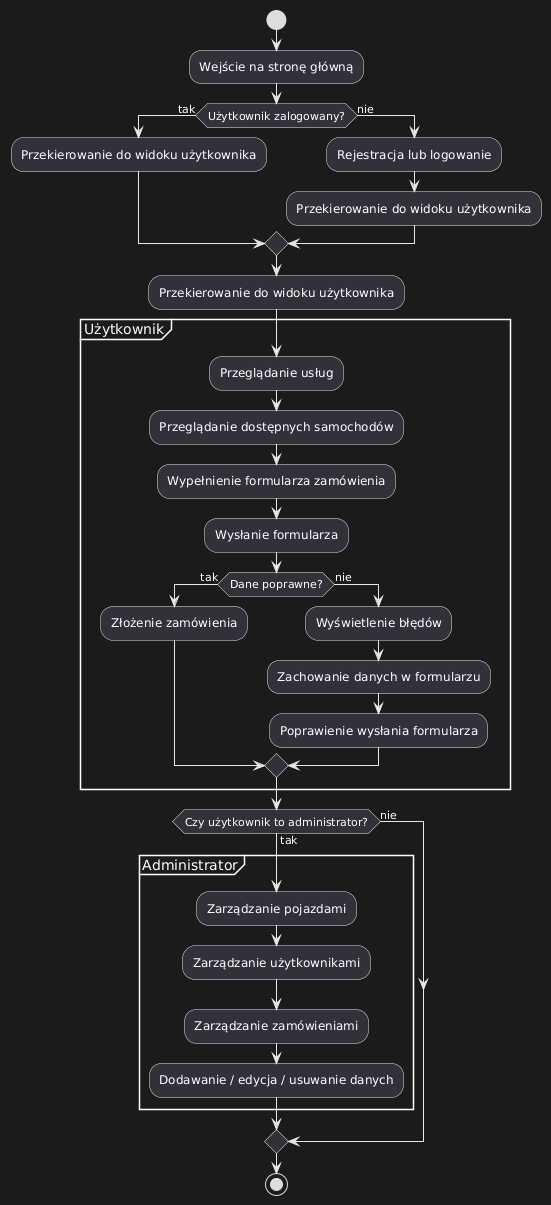 Wejście na stronę główną
tak
Użytkownik zalogowany?
nie
Przekierowanie do widoku użytkownika
Rejestracja lub logowanie
Przekierowanie do widoku użytkownika
Przekierowanie do widoku użytkownika
Użytkownik
Przeglądanie usług
Przeglądanie dostępnych samochodów
Wypełnienie formularza zamówienia
Wysłanie formularza
tak
Dane poprawne?
nie
Złożenie zamówienia
Wyświetlenie błędów
Zachowanie danych w formularzu
Poprawienie wysłania formularza
Czy użytkownik to administrator?
nie
tak
Administrator
Zarządzanie pojazdami
Zarządzanie użytkownikami
Zarządzanie zamówieniami
Dodawanie / edycja / usuwanie danych